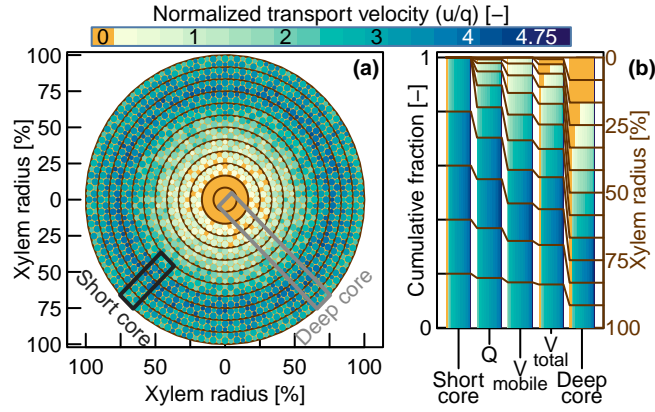 Normalized transport velocity (u/q) [–]
0 1 2 3 4 4.75
(a)
Xylem radius [%]
100
75
50
25
0
25
50
75
100
100 50 0 50 100
Xylem radius [%]
Short core
Deep core
(b)
Cumulative fraction [–]
1
0
0
25
50
75
100
Xylem radius [%]
Short core
Q
V mobile
V total
Deep core